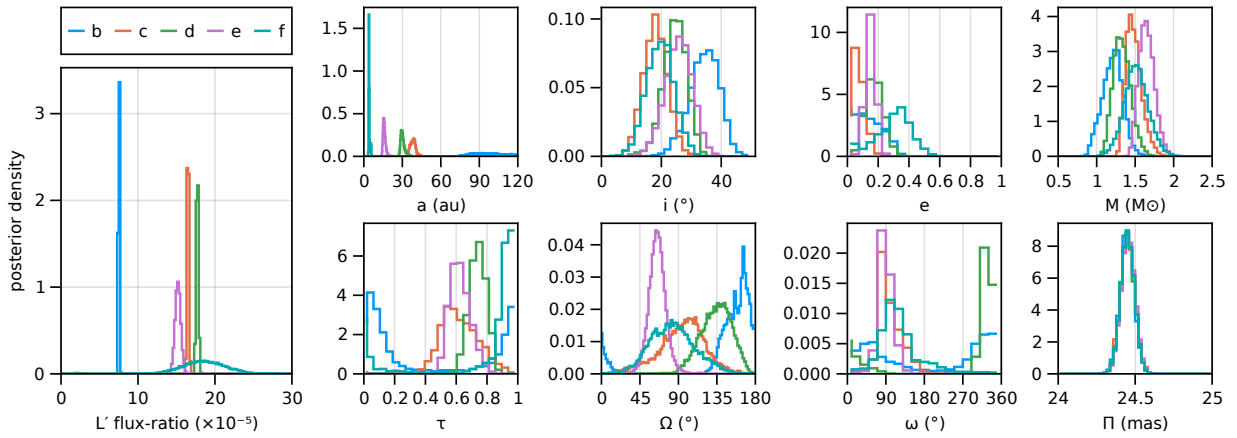 b c d e f
posterior density
0 1 2 3
0 10 20 30
L′ flux-ratio (×10⁻⁵)
0.0 0.5 1.0 1.5
0 30 60 90 120
a (au)
0.00 0.05 0.10
0 20 40
i (°)
0 5 10
0 0.2 0.4 0.6 0.8 1
e
0 1 2 3 4
0.5 1 1.5 2 2.5
M (M⊙)
0 2 4 6
0 0.2 0.4 0.6 0.8 1
τ
0.00 0.01 0.02 0.03 0.04
0 45 90 135 180
Ω (°)
0.000 0.005 0.010 0.015 0.020
0 90 180 270 360
ω (°)
0 2 4 6 8
24 25
Π (mas)